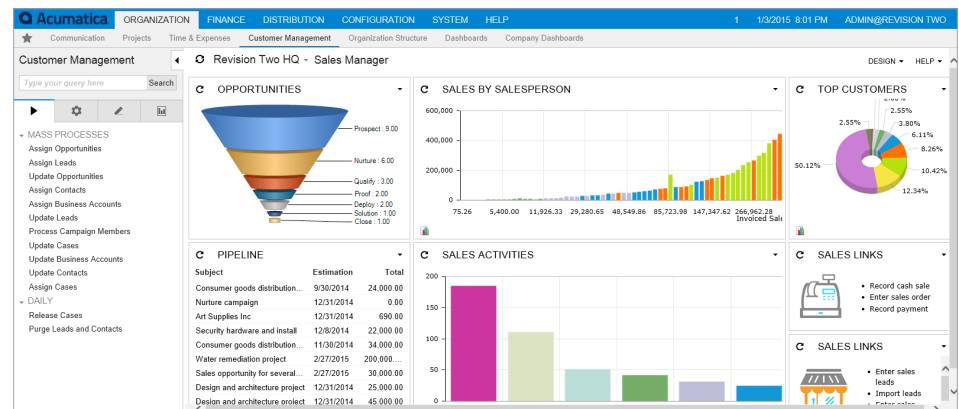 Acumatica ORGANIZATION FINANCE DISTRIBUTION CONFIGURATION SYSTEM HELP 1 1/3/2015 8:01 PM ADMIN@REVISION TWO
Communication Projects Time & Expenses Customer Management Organization Structure Dashboards Company Dashboards
Customer Management
Type your query here Search
MASS PROCESSES
Assign Opportunities
Assign Leads
Update Opportunities
Assign Contacts
Assign Business Accounts
Update Leads
Process Campaign Members
Update Cases
Update Business Accounts
Update Contacts
Assign Cases
DAILY
Release Cases
Purge Leads and Contacts
Revision Two HQ - Sales Manager DESIGN HELP
OPPORTUNITIES
Prospect : 9.00
Nurture : 6.00
Qualify : 3.00
Proof : 2.00
Deploy : 2.00
Solution : 1.00
Close : 1.00
SALES BY SALESPERSON
600,000
400,000
200,000
0
75.26 5,400.00 11,926.33 29,280.65 48,549.86 85,723.98 147,347.62 266,962.28
Invoiced Sale
TOP CUSTOMERS
2.55%
2.55%
3.80%
6.11%
8.26%
10.42%
12.34%
50.12%
PIPELINE
Subject Estimation Total
Consumer goods distribution... 9/30/2014 24,000.00
Nurture campaign 12/31/2014 0.00
Art Supplies Inc 12/31/2014 690.00
Security hardware and install 12/8/2014 22,000.00
Consumer goods distribution... 11/30/2014 34,000.00
Water remediation project 2/27/2015 200,000....
Sales opportunity for several... 2/27/2015 30,000.00
Design and architecture project 12/31/2014 25,000.00
Design and architecture project 12/31/2014 45,000.00
SALES ACTIVITIES
200
150
100
50
0
SALES LINKS
Record cash sale
Enter sales order
Record payment
SALES LINKS
Enter sales
leads
Import leads
Enter sales